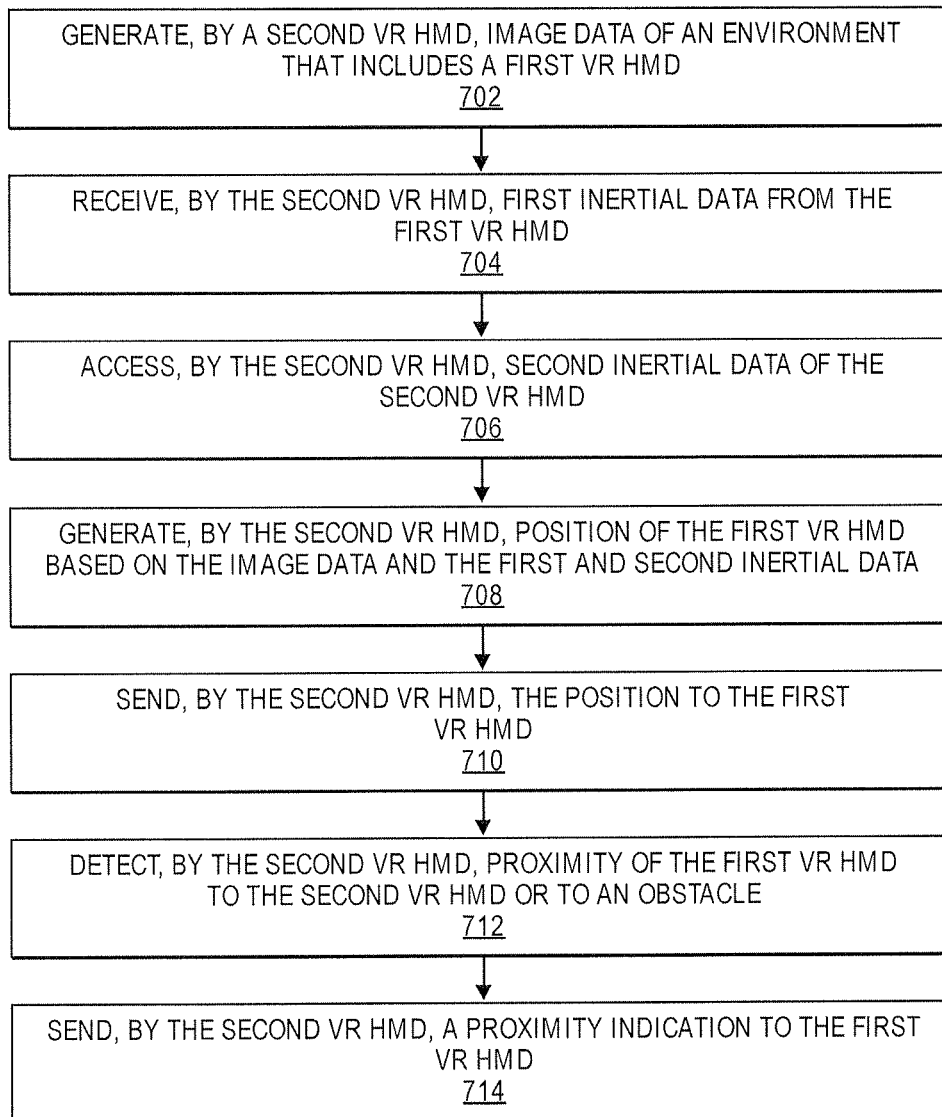 GENERATE, BY A SECOND VR HMD, IMAGE DATA OF AN ENVIRONMENT
THAT INCLUDES A FIRST VR HMD
702
RECEIVE, BY THE SECOND VR HMD, FIRST INERTIAL DATA FROM THE
FIRST VR HMD
704
ACCESS, BY THE SECOND VR HMD, SECOND INERTIAL DATA OF THE
SECOND VR HMD
706
GENERATE, BY THE SECOND VR HMD, POSITION OF THE FIRST VR HMD
BASED ON THE IMAGE DATA AND THE FIRST AND SECOND INERTIAL DATA
708
SEND, BY THE SECOND VR HMD, THE POSITION TO THE FIRST
VR HMD
710
DETECT, BY THE SECOND VR HMD, PROXIMITY OF THE FIRST VR HMD
TO THE SECOND VR HMD OR TO AN OBSTACLE
712
SEND, BY THE SECOND VR HMD, A PROXIMITY INDICATION TO THE FIRST
VR HMD
714